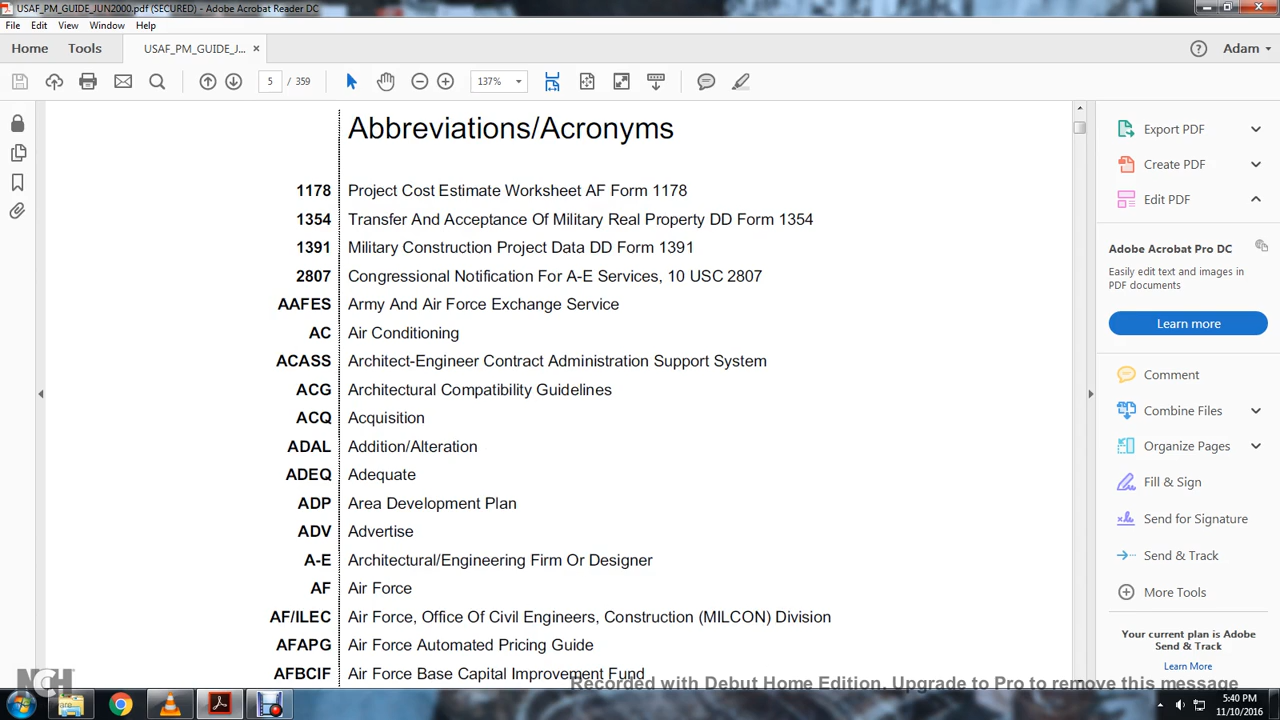 USAF_PM_GUIDE_JUN2000.pdf (SECURED) - Adobe Acrobat Reader DC
File Edit View Window Help
Home Tools USAF_PM_GUIDE_J... Adam
5 / 359 137%
Abbreviations/Acronyms
1178 Project Cost Estimate Worksheet AF Form 1178
1354 Transfer And Acceptance Of Military Real Property DD Form 1354
1391 Military Construction Project Data DD Form 1391
2807 Congressional Notification For A-E Services, 10 USC 2807
AAFES Army And Air Force Exchange Service
AC Air Conditioning
ACASS Architect-Engineer Contract Administration Support System
ACG Architectural Compatibility Guidelines
ACQ Acquisition
ADAL Addition/Alteration
ADEQ Adequate
ADP Area Development Plan
ADV Advertise
A-E Architectural/Engineering Firm Or Designer
AF Air Force
AF/ILEC Air Force, Office Of Civil Engineers, Construction (MILCON) Division
AFAPG Air Force Automated Pricing Guide
AFBCIF Air Force Base Capital Improvement Fund
Export PDF
Create PDF
Edit PDF
Adobe Acrobat Pro DC
Easily edit text and images in
PDF documents
Learn more
Comment
Combine Files
Organize Pages
Fill & Sign
Send for Signature
Send & Track
More Tools
Your current plan is Adobe
Send & Track
Learn More
NCH
Recorded with Debut Home Edition. Upgrade to Pro to remove this message
5:40 PM
11/10/2016